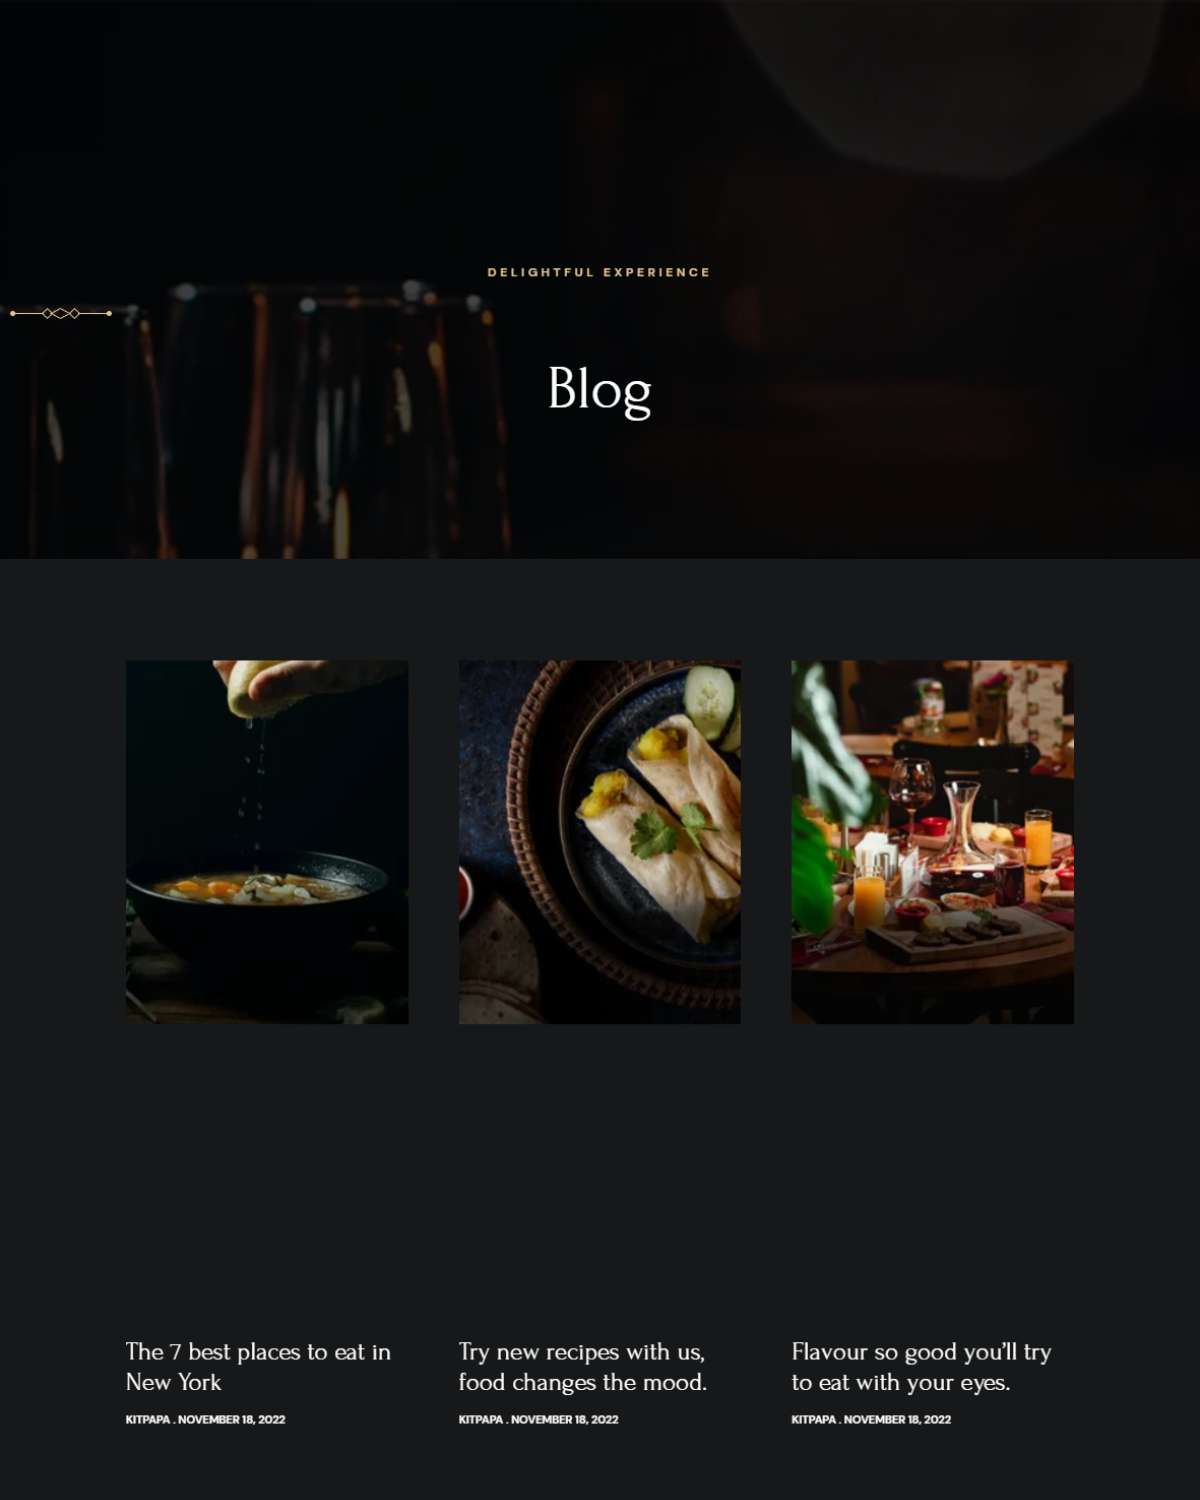 DELIGHTFUL EXPERIENCE
Blog
The 7 best places to eat in
New York
KITPAPA . NOVEMBER 18, 2022
Try new recipes with us,
food changes the mood.
KITPAPA . NOVEMBER 18, 2022
Flavour so good you’ll try
to eat with your eyes.
KITPAPA . NOVEMBER 18, 2022